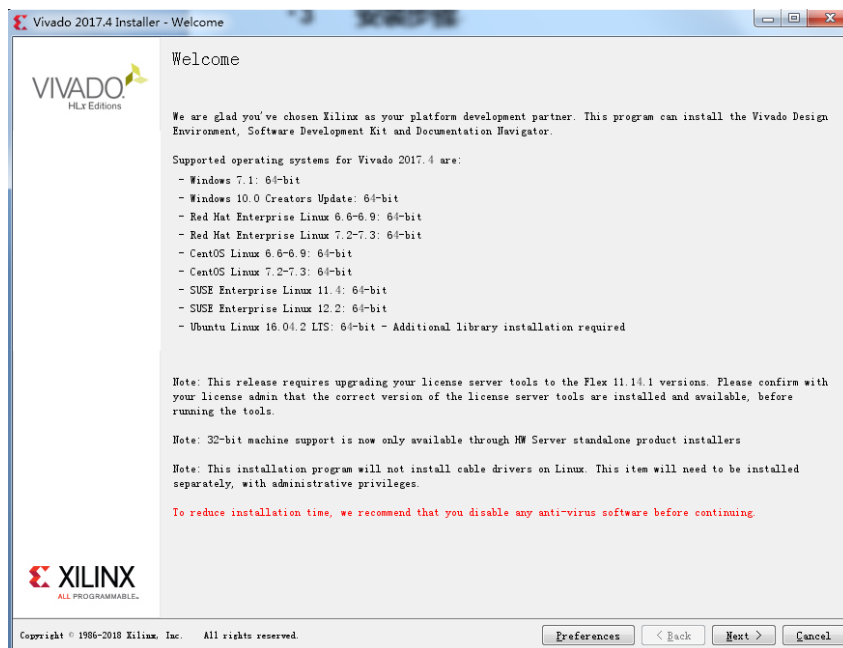 Vivado 2017.4 Installer - Welcome
VIVADO.
HLx Editions
Welcome
We are glad you've chosen Xilinx as your platform development partner. This program can install the Vivado Design
Environment, Software Development Kit and Documentation Navigator.
Supported operating systems for Vivado 2017.4 are:
- Windows 7.1: 64-bit
- Windows 10.0 Creators Update: 64-bit
- Red Hat Enterprise Linux 6.6-6.9: 64-bit
- Red Hat Enterprise Linux 7.2-7.3: 64-bit
- CentOS Linux 6.6-6.9: 64-bit
- CentOS Linux 7.2-7.3: 64-bit
- SUSE Enterprise Linux 11.4: 64-bit
- SUSE Enterprise Linux 12.2: 64-bit
- Ubuntu Linux 16.04.2 LTS: 64-bit - Additional library installation required
Note: This release requires upgrading your license server tools to the Flex 11.14.1 versions. Please confirm with
your license admin that the correct version of the license server tools are installed and available, before
running the tools.
Note: 32-bit machine support is now only available through HW Server standalone product installers
Note: This installation program will not install cable drivers on Linux. This item will need to be installed
separately, with administrative privileges.
To reduce installation time, we recommend that you disable any anti-virus software before continuing.
XILINX
ALL PROGRAMMABLE.
Copyright © 1986-2018 Xilinx, Inc. All rights reserved.
Preferences < Back Next > Cancel